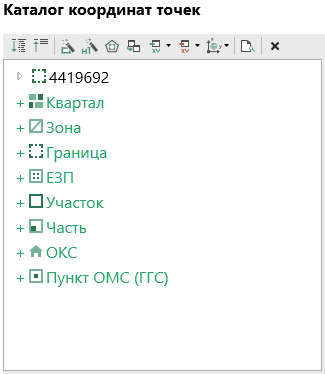 Каталог координат точек
4419692
+ Квартал
+ Зона
+ Граница
+ ЕЗП
+ Участок
+ Часть
+ ОКС
+ Пункт ОМС (ГГС)